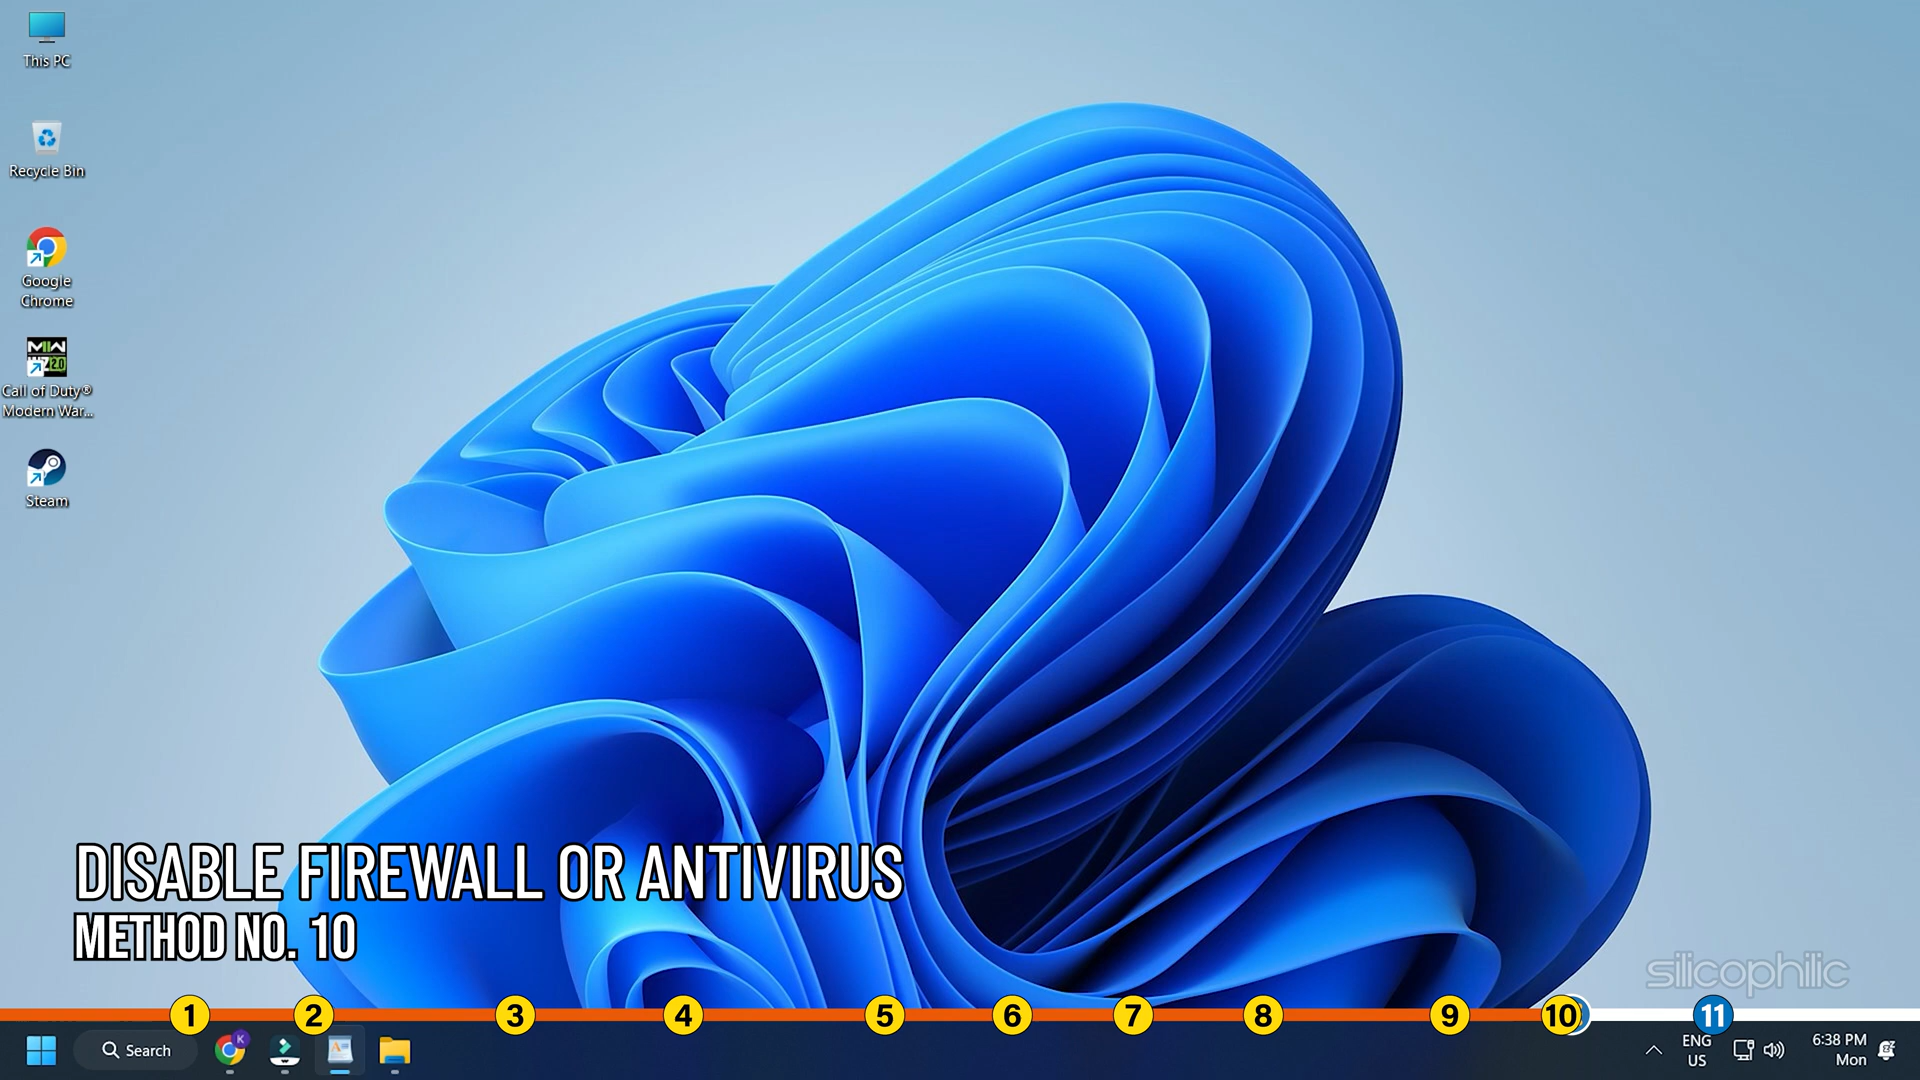 This PC
Recycle Bin
Google
Chrome
MW
WZ 2.0
Call of Duty®
Modern War...
Steam
DISABLE FIREWALL OR ANTIVIRUS
METHOD NO. 10
silicophilic
1 2 3 4 5 6 7 8 9 10 11
Search
K
ENG
US
6:38 PM
Mon